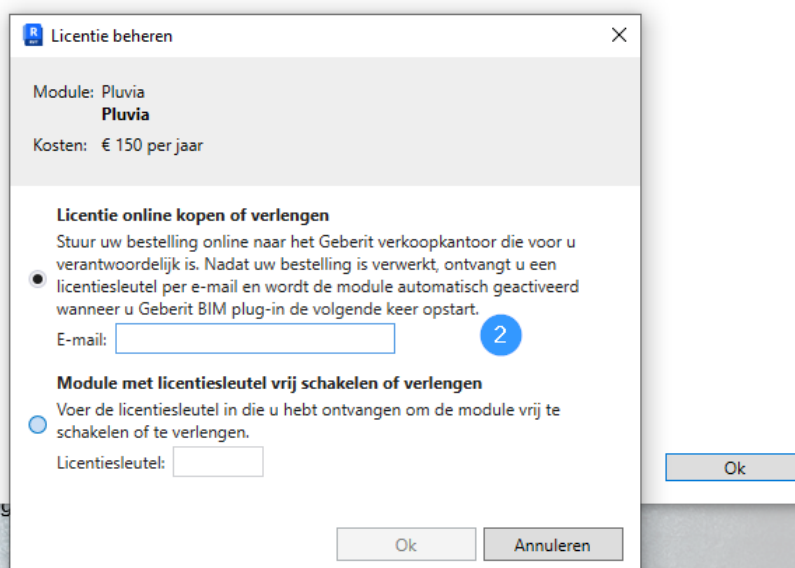 Licentie beheren
Module: Pluvia
Pluvia
Kosten: € 150 per jaar
Licentie online kopen of verlengen
Stuur uw bestelling online naar het Geberit verkoopkantoor die voor u
verantwoordelijk is. Nadat uw bestelling is verwerkt, ontvangt u een
licentiesleutel per e-mail en wordt de module automatisch geactiveerd
wanneer u Geberit BIM plug-in de volgende keer opstart.
E-mail:
2
Module met licentiesleutel vrij schakelen of verlengen
Voer de licentiesleutel in die u hebt ontvangen om de module vrij te
schakelen of te verlengen.
Licentiesleutel:
Ok
Ok Annuleren